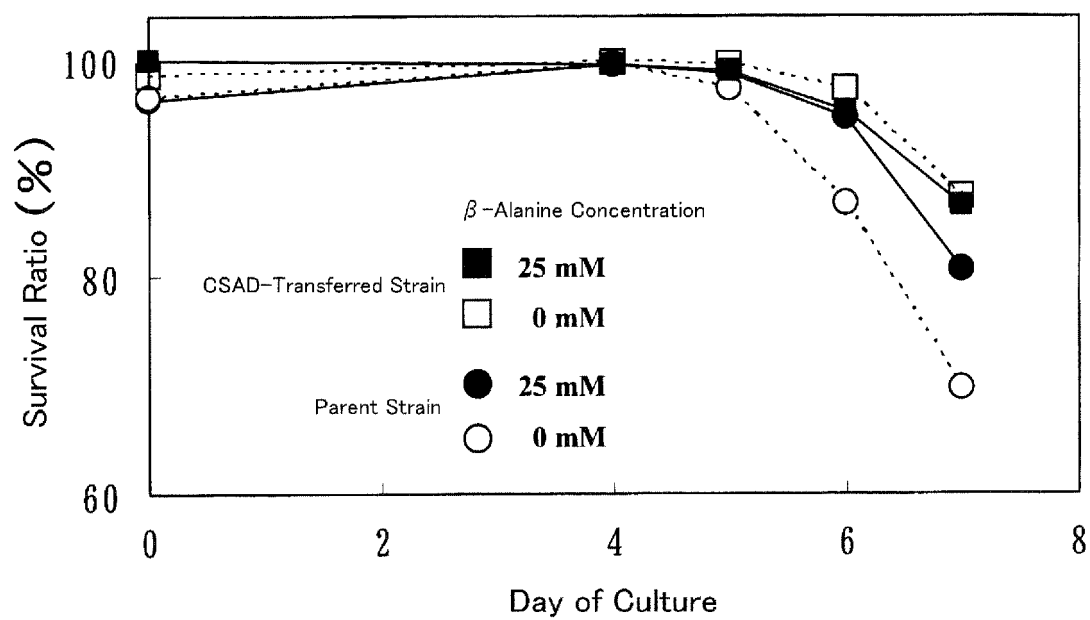 100
80
60
Survival Ratio (%)
β-Alanine Concentration
CSAD-Transferred Strain
25 mM
0 mM
Parent Strain
25 mM
0 mM
0 2 4 6 8
Day of Culture